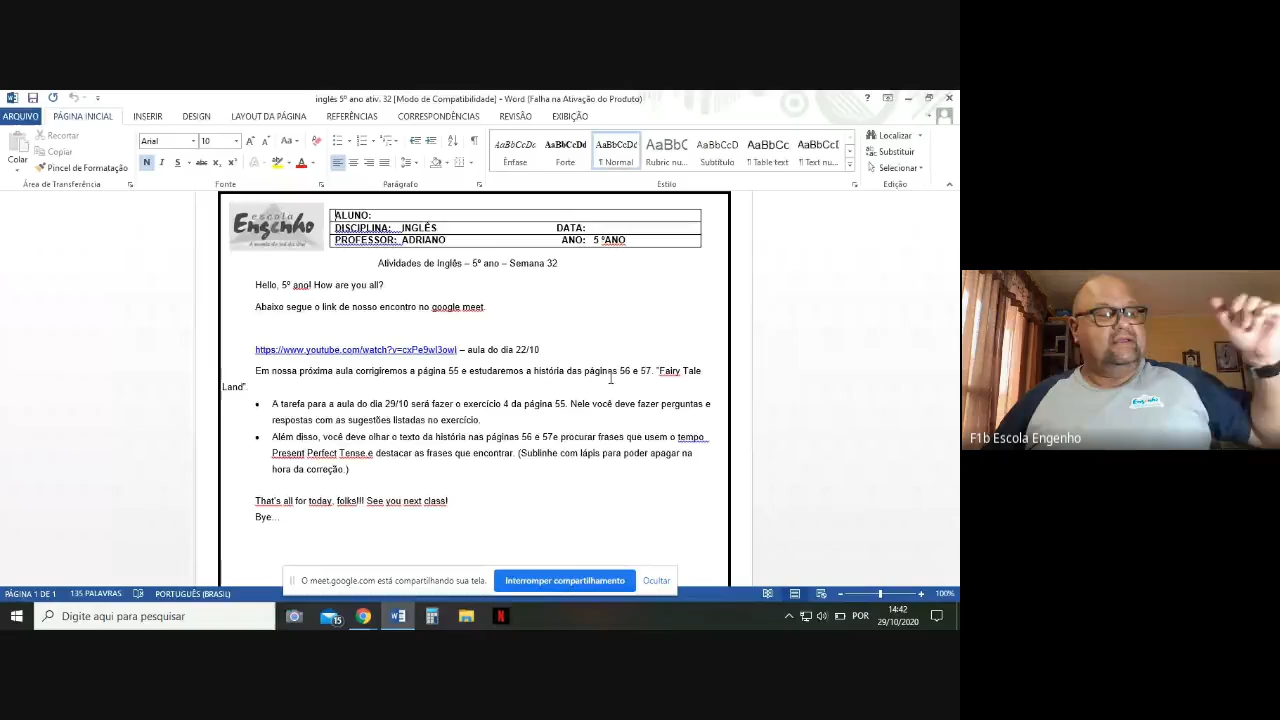 inglês 5º ano ativ. 32 [Modo de Compatibilidade] - Word (Falha na Ativação do Produto)
ARQUIVO PÁGINA INICIAL INSERIR DESIGN LAYOUT DA PÁGINA REFERÊNCIAS CORRESPONDÊNCIAS REVISÃO EXIBIÇÃO
Recortar
Copiar
Pincel de Formatação
Colar
Área de Transferência
Arial 10
Fonte
Parágrafo
AaBbCcDc AaBbCcDd AaBbCcDd AaBbC AaBbCcD AaBbCc AaBbCcD
Ênfase Forte ¶ Normal Rubric nu... Subtítulo ¶ Table text ¶ Text nu...
Estilo
Localizar
Substituir
Selecionar
Edição
escola
Engenho
ALUNO:
DISCIPLINA: INGLÊS DATA:
PROFESSOR: ADRIANO ANO: 5 ºANO
Atividades de Inglês – 5º ano – Semana 32
Hello, 5º ano! How are you all?
Abaixo segue o link de nosso encontro no google meet.
https://www.youtube.com/watch?v=cxPe9wI3owI – aula do dia 22/10
Em nossa próxima aula corrigiremos a página 55 e estudaremos a história das páginas 56 e 57. "Fairy Tale
Land".
• A tarefa para a aula do dia 29/10 será fazer o exercício 4 da página 55. Nele você deve fazer perguntas e
respostas com as sugestões listadas no exercício.
• Além disso, você deve olhar o texto da história nas páginas 56 e 57e procurar frases que usem o tempo
Present Perfect Tense.e destacar as frases que encontrar. (Sublinhe com lápis para poder apagar na
hora da correção.)
That's all for today, folks!!! See you next class!
Bye...
O meet.google.com está compartilhando sua tela. Interromper compartilhamento Ocultar
PÁGINA 1 DE 1 135 PALAVRAS PORTUGUÊS (BRASIL) 100%
Digite aqui para pesquisar
15
POR
14:42
29/10/2020
Engenho
F1b Escola Engenho